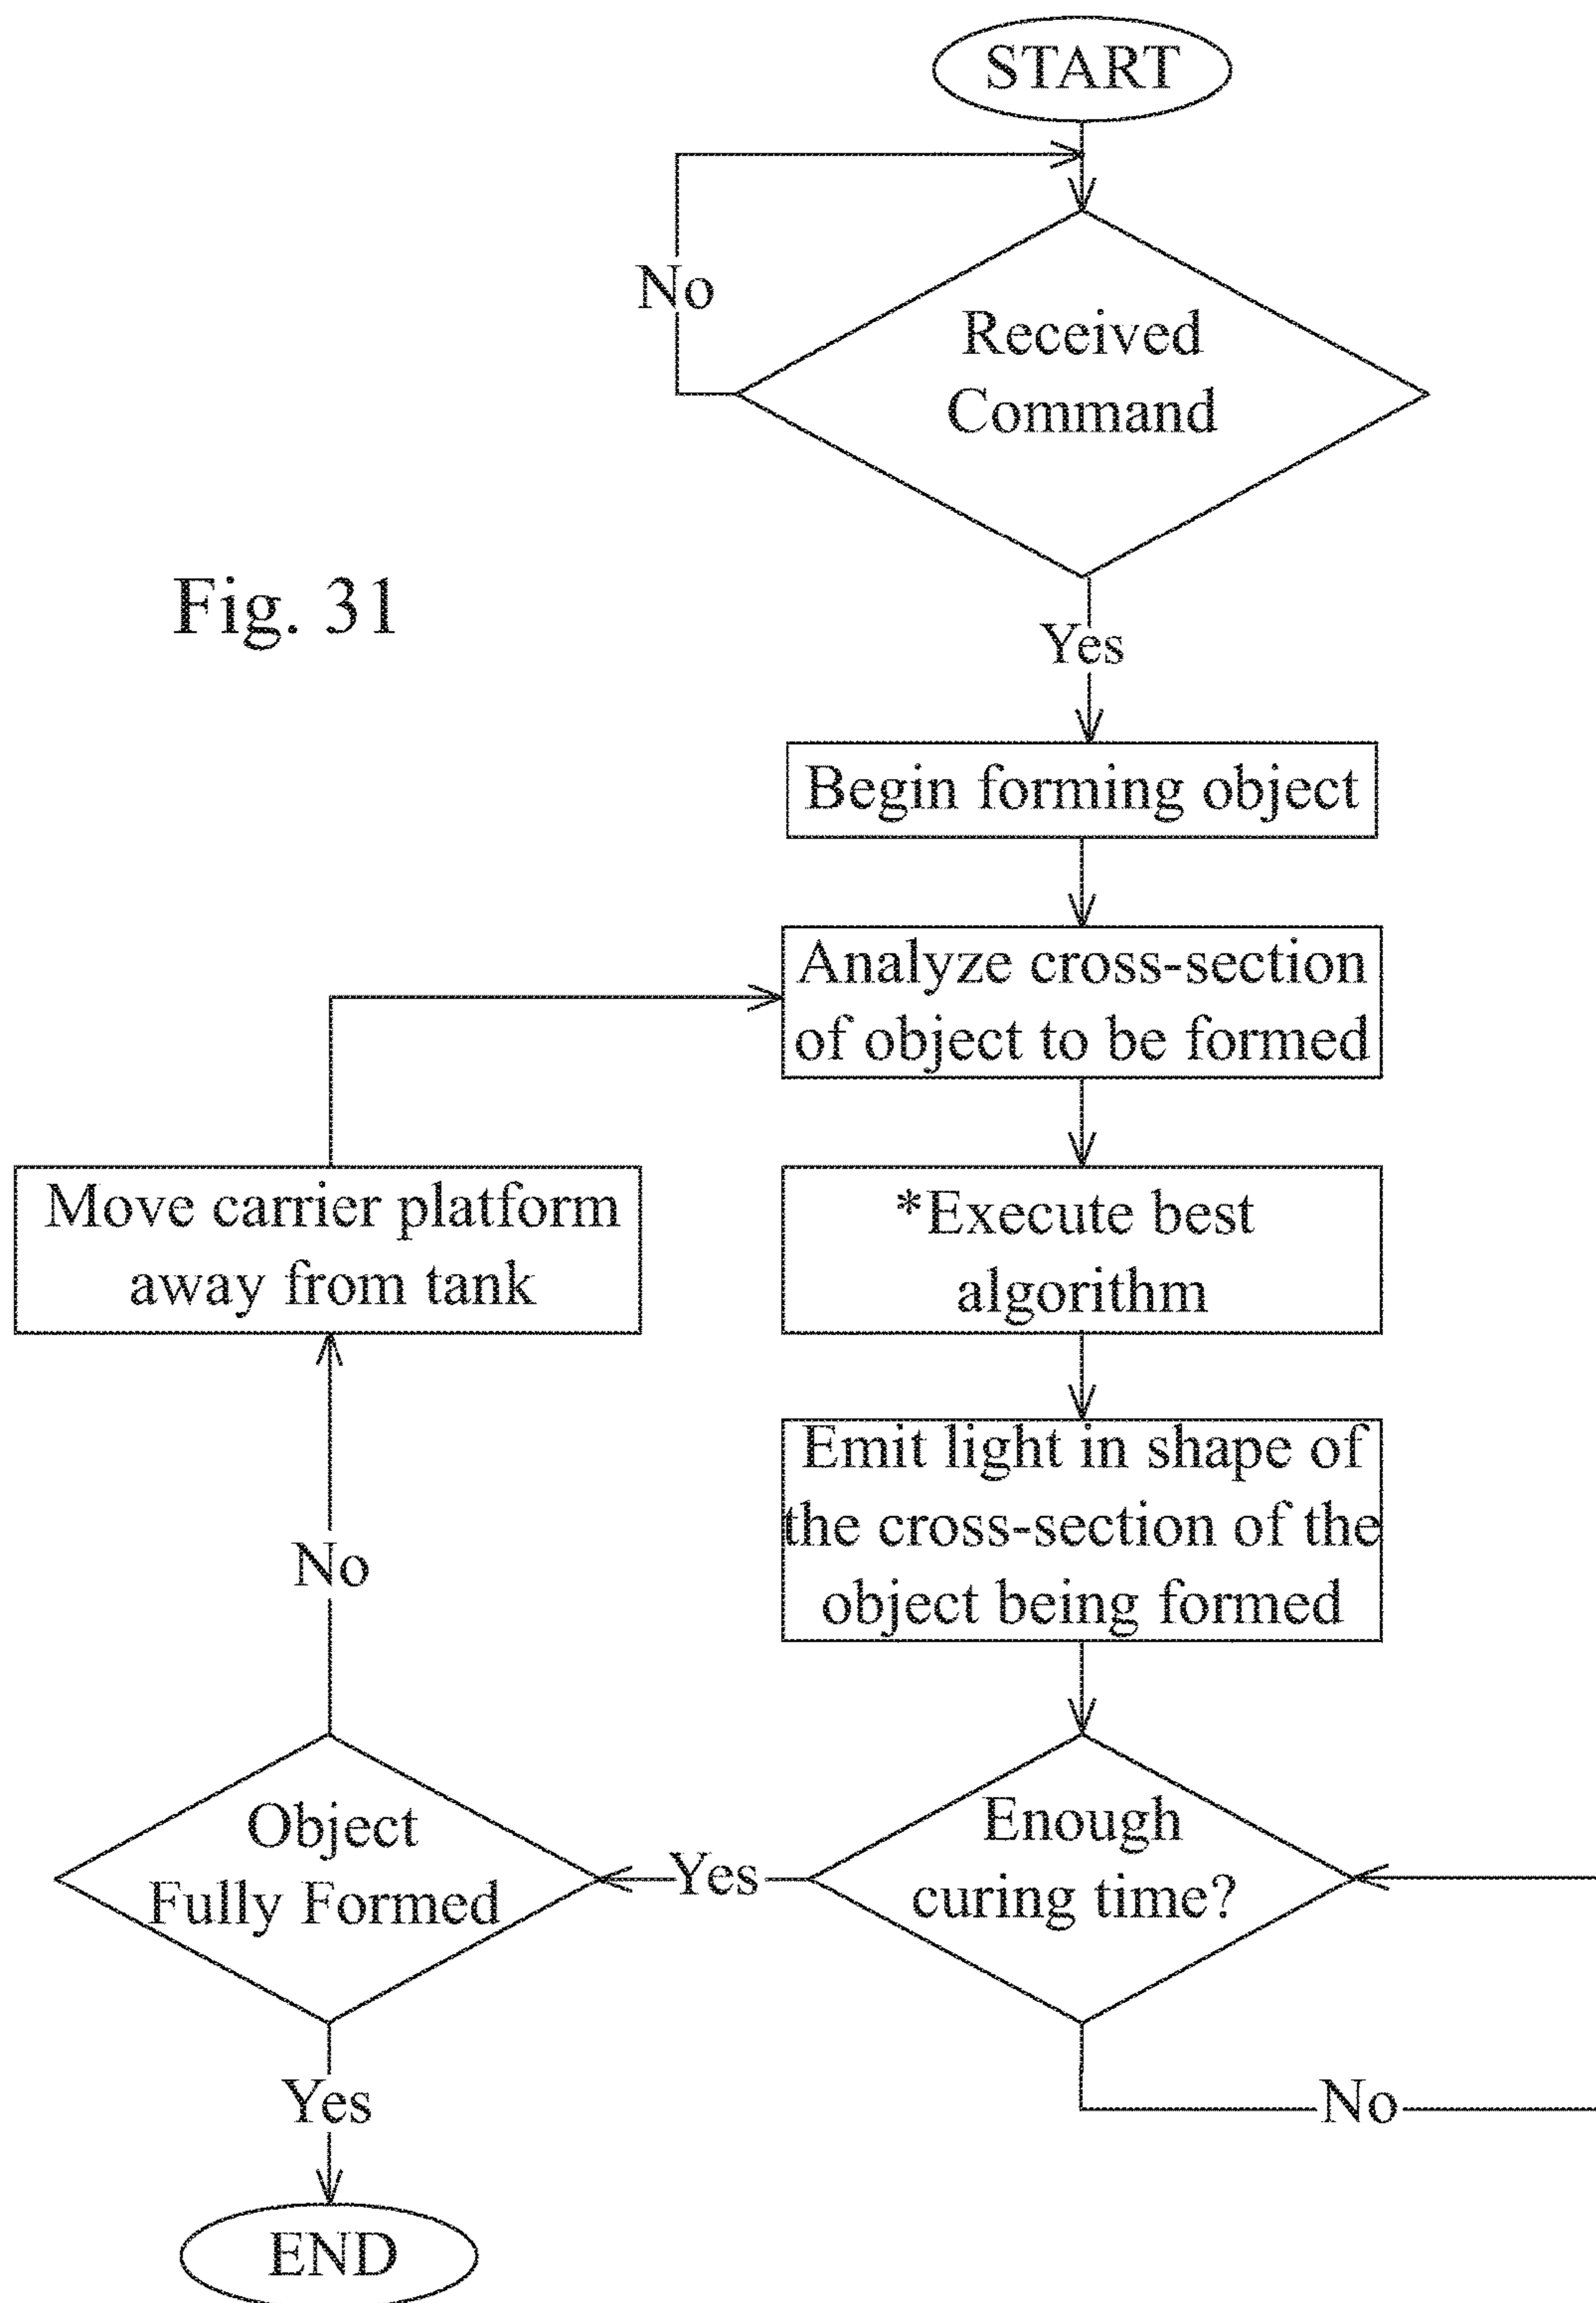 START
No
Received
Command
Fig. 31
Yes
Begin forming object
Analyze cross-section
of object to be formed
Move carrier platform
away from tank
*Execute best
algorithm
Emit light in shape of
the cross-section of the
object being formed
No
Object
Fully Formed
Yes
Enough
curing time?
Yes
No
END